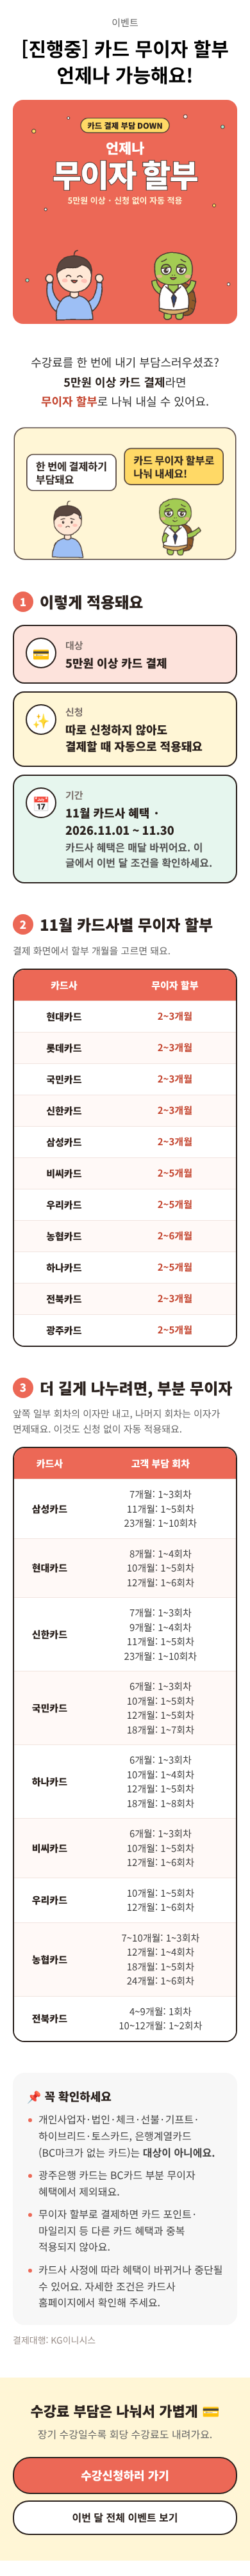 이벤트
[진행중] 카드 무이자 할부
언제나 가능해요!
카드 결제 부담 DOWN
언제나
무이자 할부
5만원 이상 · 신청 없이 자동 적용
수강료를 한 번에 내기 부담스러우셨죠?
5만원 이상 카드 결제라면
무이자 할부로 나눠 내실 수 있어요.
한 번에 결제하기
부담돼요
카드 무이자 할부로
나눠 내세요!
1 이렇게 적용돼요
대상
5만원 이상 카드 결제
신청
따로 신청하지 않아도
결제할 때 자동으로 적용돼요
기간
11월 카드사 혜택 ·
2026.11.01 ~ 11.30
카드사 혜택은 매달 바뀌어요. 이
글에서 이번 달 조건을 확인하세요.
2 11월 카드사별 무이자 할부
결제 화면에서 할부 개월을 고르면 돼요.
카드사 무이자 할부
현대카드 2~3개월
롯데카드 2~3개월
국민카드 2~3개월
신한카드 2~3개월
삼성카드 2~3개월
비씨카드 2~5개월
우리카드 2~5개월
농협카드 2~6개월
하나카드 2~5개월
전북카드 2~3개월
광주카드 2~5개월
3 더 길게 나누려면, 부분 무이자
앞쪽 일부 회차의 이자만 내고, 나머지 회차는 이자가
면제돼요. 이것도 신청 없이 자동 적용돼요.
카드사 고객 부담 회차
삼성카드
7개월: 1~3회차
11개월: 1~5회차
23개월: 1~10회차
현대카드
8개월: 1~4회차
10개월: 1~5회차
12개월: 1~6회차
신한카드
7개월: 1~3회차
9개월: 1~4회차
11개월: 1~5회차
23개월: 1~10회차
국민카드
6개월: 1~3회차
10개월: 1~5회차
12개월: 1~5회차
18개월: 1~7회차
하나카드
6개월: 1~3회차
10개월: 1~4회차
12개월: 1~5회차
18개월: 1~8회차
비씨카드
6개월: 1~3회차
10개월: 1~5회차
12개월: 1~6회차
우리카드
10개월: 1~5회차
12개월: 1~6회차
농협카드
7~10개월: 1~3회차
12개월: 1~4회차
18개월: 1~5회차
24개월: 1~6회차
전북카드
4~9개월: 1회차
10~12개월: 1~2회차
꼭 확인하세요
개인사업자·법인·체크·선불·기프트·
하이브리드·토스카드, 은행계열카드
(BC마크가 없는 카드)는 대상이 아니에요.
광주은행 카드는 BC카드 부분 무이자
혜택에서 제외돼요.
무이자 할부로 결제하면 카드 포인트·
마일리지 등 다른 카드 혜택과 중복
적용되지 않아요.
카드사 사정에 따라 혜택이 바뀌거나 중단될
수 있어요. 자세한 조건은 카드사
홈페이지에서 확인해 주세요.
결제대행: KG이니시스
수강료 부담은 나눠서 가볍게
장기 수강일수록 회당 수강료도 내려가요.
수강신청하러 가기
이번 달 전체 이벤트 보기